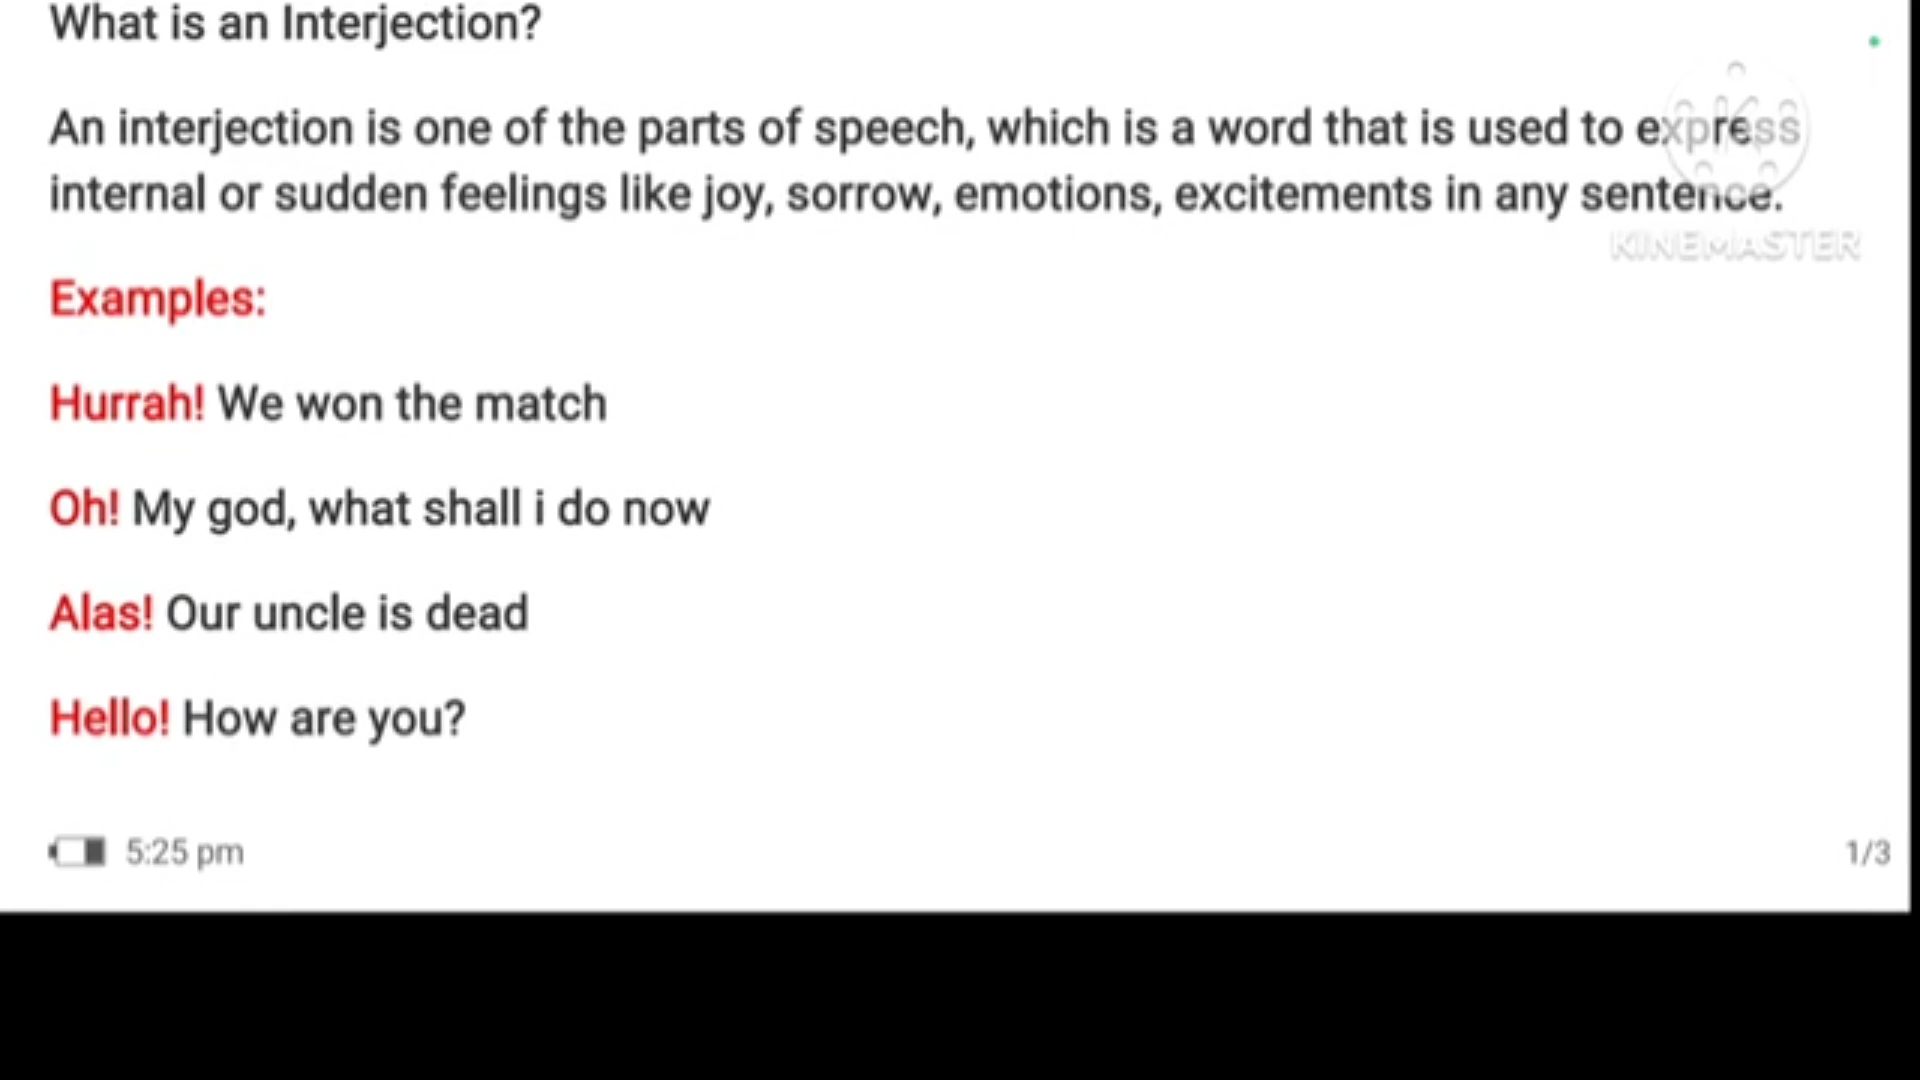 What is an Interjection?
An interjection is one of the parts of speech, which is a word that is used to express
internal or sudden feelings like joy, sorrow, emotions, excitements in any sentence.
KINEMASTER
Examples:
Hurrah! We won the match
Oh! My god, what shall i do now
Alas! Our uncle is dead
Hello! How are you?
5:25 pm
1/3